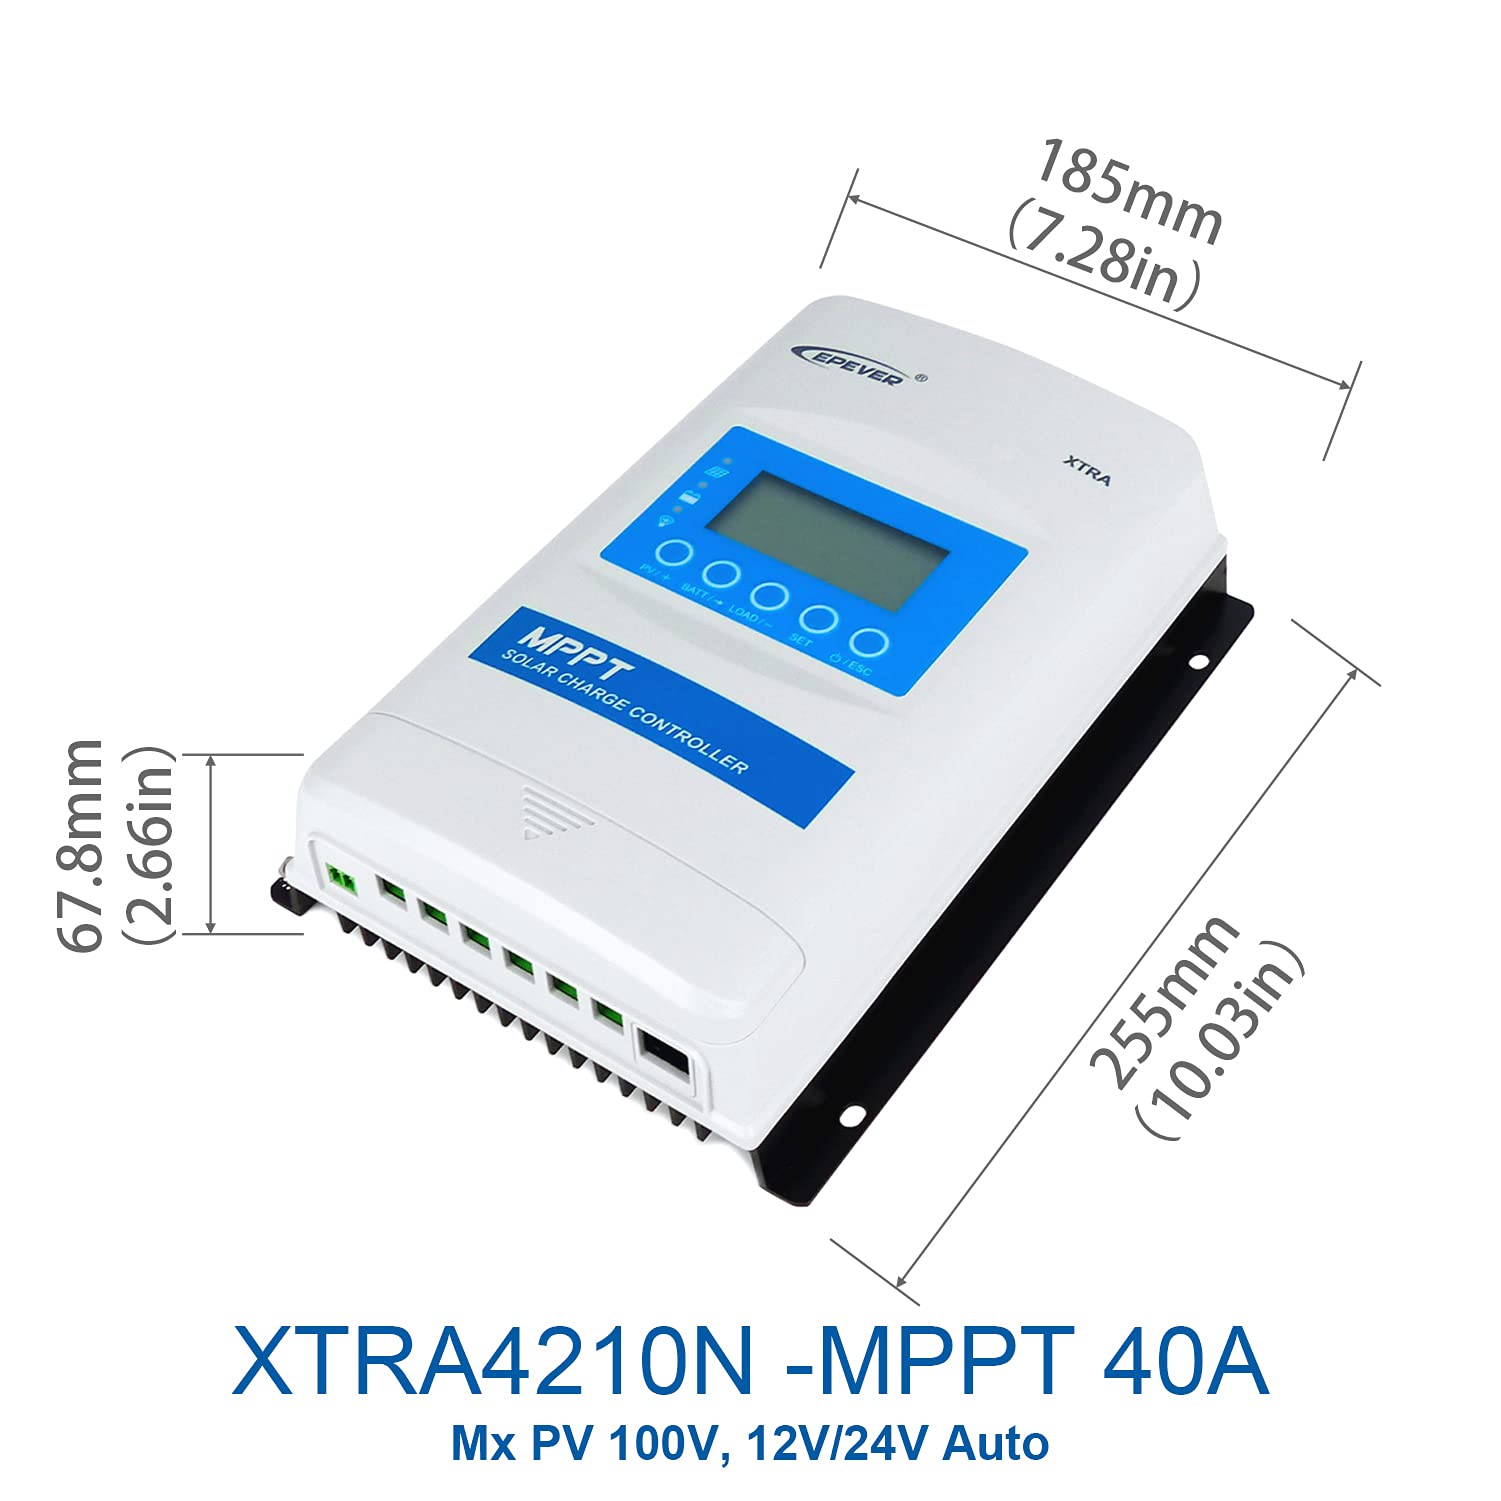 185mm
(7.28in)
EPEVER®
XTRA
PV/+
BATT/➔
LOAD/−
SET
⏻/ESC
MPPT
SOLAR CHARGE CONTROLLER
67.8mm
(2.66in)
255mm
(10.03in)
XTRA4210N -MPPT 40A
Mx PV 100V, 12V/24V Auto